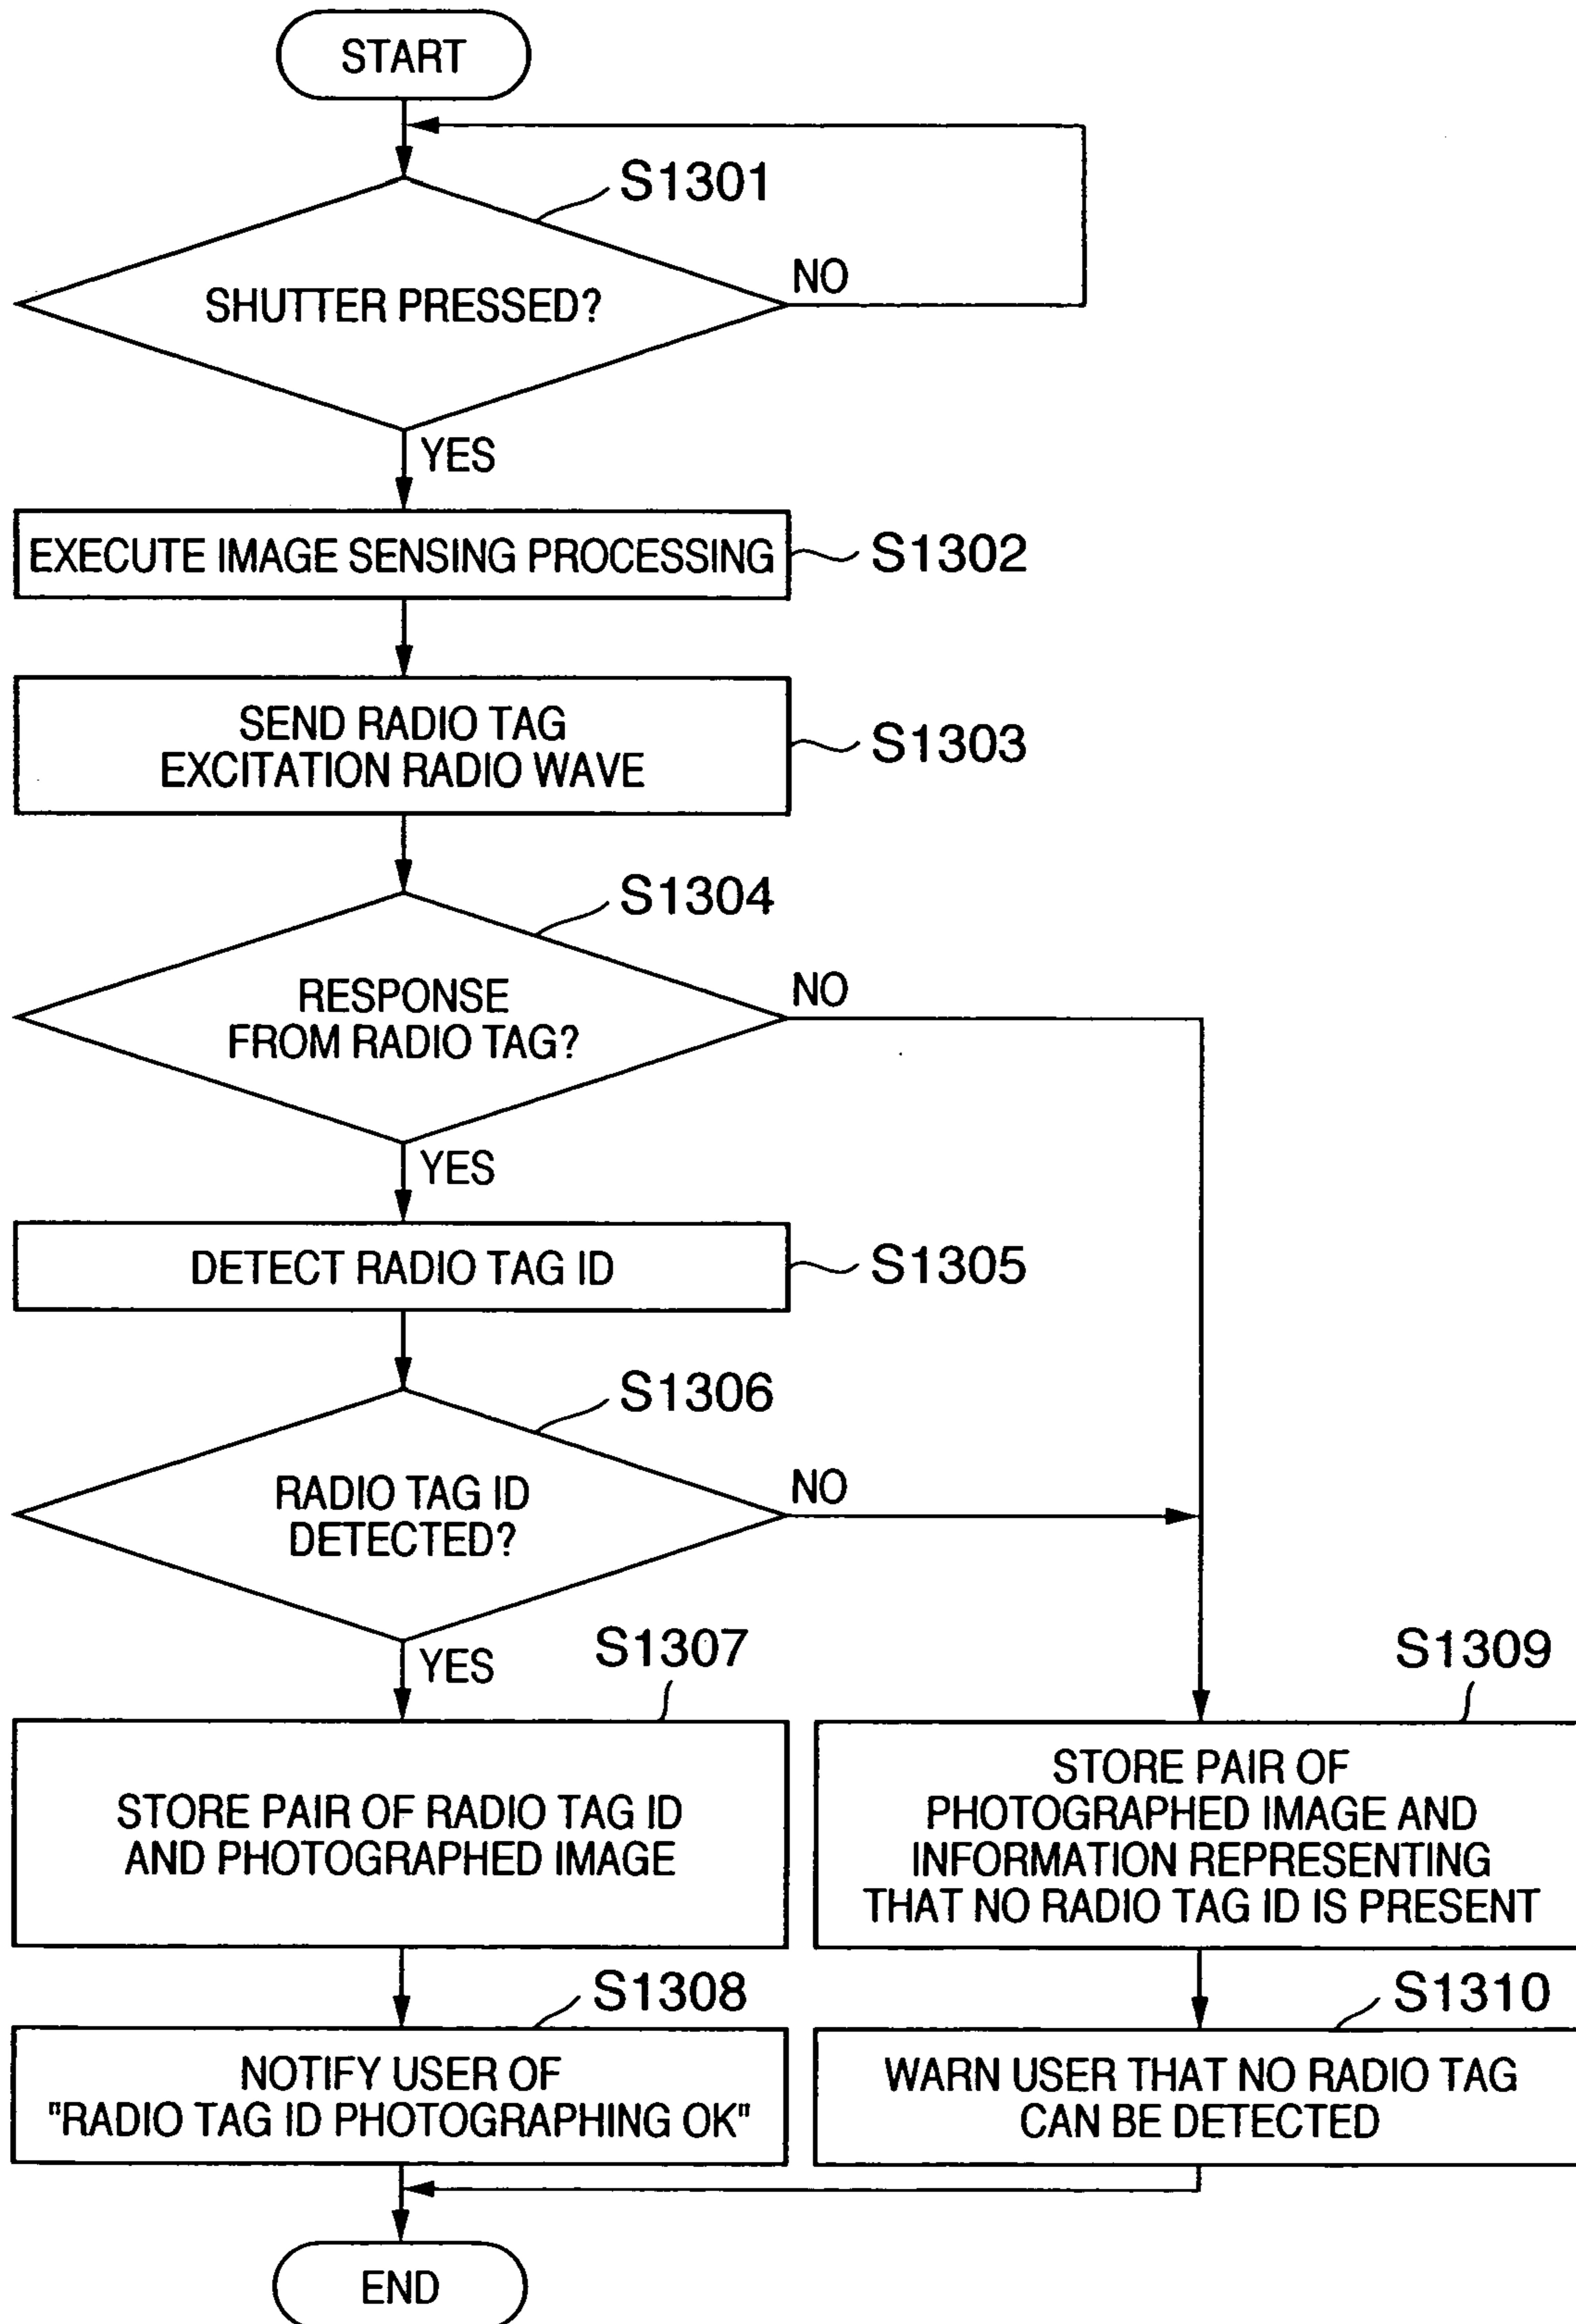 START
S1301
SHUTTER PRESSED?
NO
YES
EXECUTE IMAGE SENSING PROCESSING
S1302
SEND RADIO TAG
EXCITATION RADIO WAVE
S1303
S1304
RESPONSE
FROM RADIO TAG?
NO
YES
DETECT RADIO TAG ID
S1305
S1306
RADIO TAG ID
DETECTED?
NO
YES
S1307
STORE PAIR OF RADIO TAG ID
AND PHOTOGRAPHED IMAGE
S1309
STORE PAIR OF
PHOTOGRAPHED IMAGE AND
INFORMATION REPRESENTING
THAT NO RADIO TAG ID IS PRESENT
S1308
NOTIFY USER OF
"RADIO TAG ID PHOTOGRAPHING OK"
S1310
WARN USER THAT NO RADIO TAG
CAN BE DETECTED
END